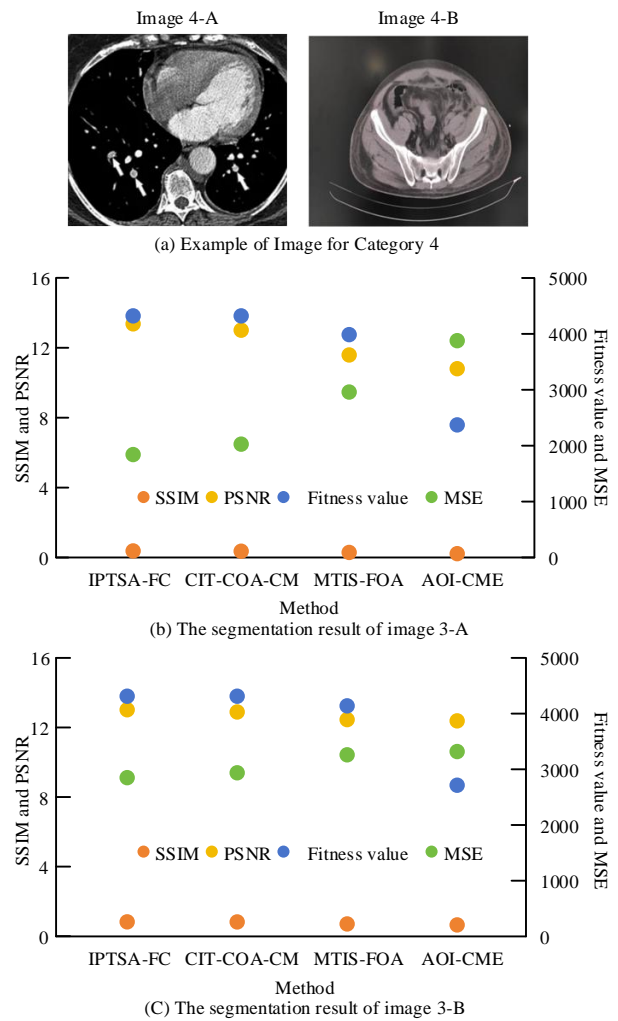 Image 4-A Image 4-B
(a) Example of Image for Category 4
16 5000
12 4000
8 3000
4 2000
0 1000
0
SSIM and PSNR
Fitness value and MSE
SSIM PSNR Fitness value MSE
IPTSA-FC CIT-COA-CM MTIS-FOA AOI-CME
Method
(b) The segmentation result of image 3-A
16 5000
12 4000
8 3000
4 2000
0 1000
0
SSIM and PSNR
Fitness value and MSE
SSIM PSNR Fitness value MSE
IPTSA-FC CIT-COA-CM MTIS-FOA AOI-CME
Method
(C) The segmentation result of image 3-B